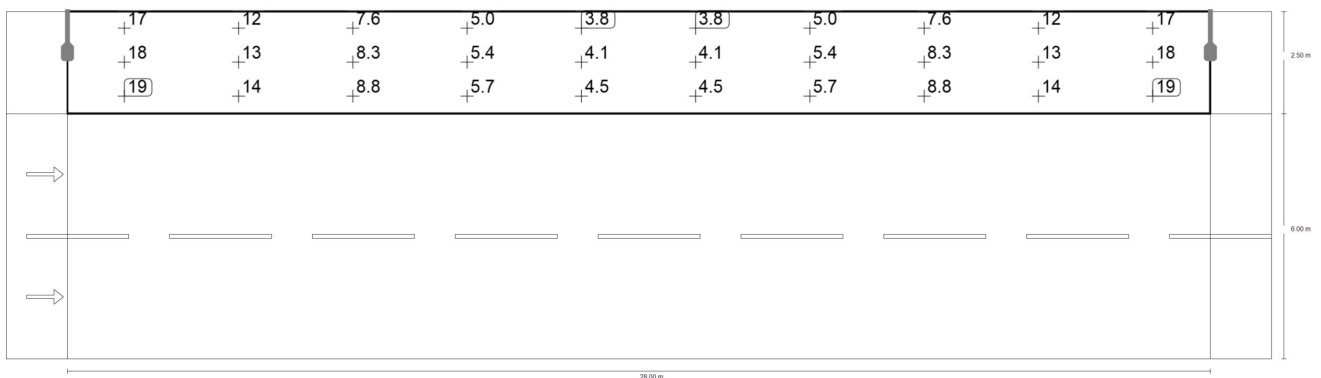 17 12 7.6 5.0 3.8 3.8 5.0 7.6 12 17
18 13 8.3 5.4 4.1 4.1 5.4 8.3 13 18
2.50 m
19 14 8.8 5.7 4.5 4.5 5.7 8.8 14 19
6.00 m
28.00 m